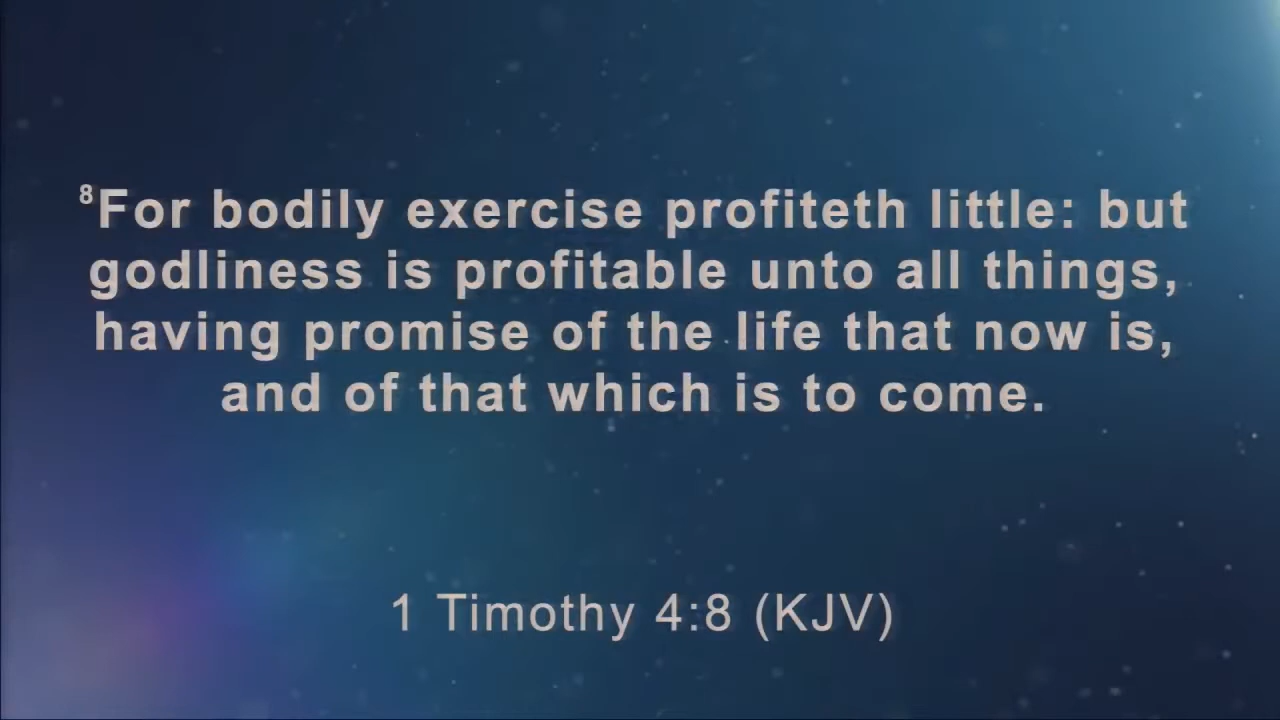 ⁸For bodily exercise profiteth little: but
godliness is profitable unto all things,
having promise of the life that now is,
and of that which is to come.
1 Timothy 4:8 (KJV)